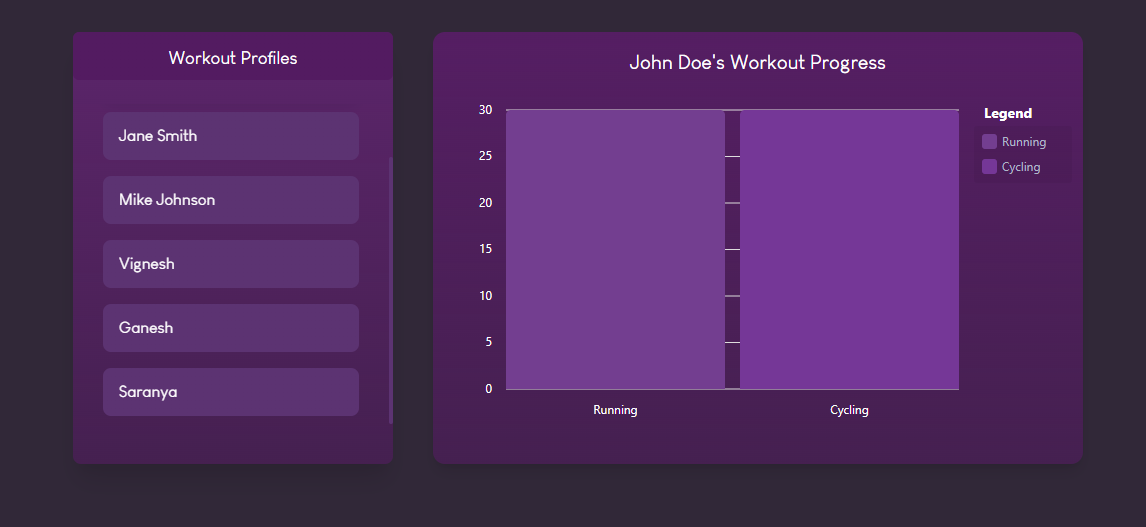 Workout Profiles
Jane Smith
Mike Johnson
Vignesh
Ganesh
Saranya
John Doe's Workout Progress
30
25
20
15
10
5
0
Running
Cycling
Legend
Running
Cycling